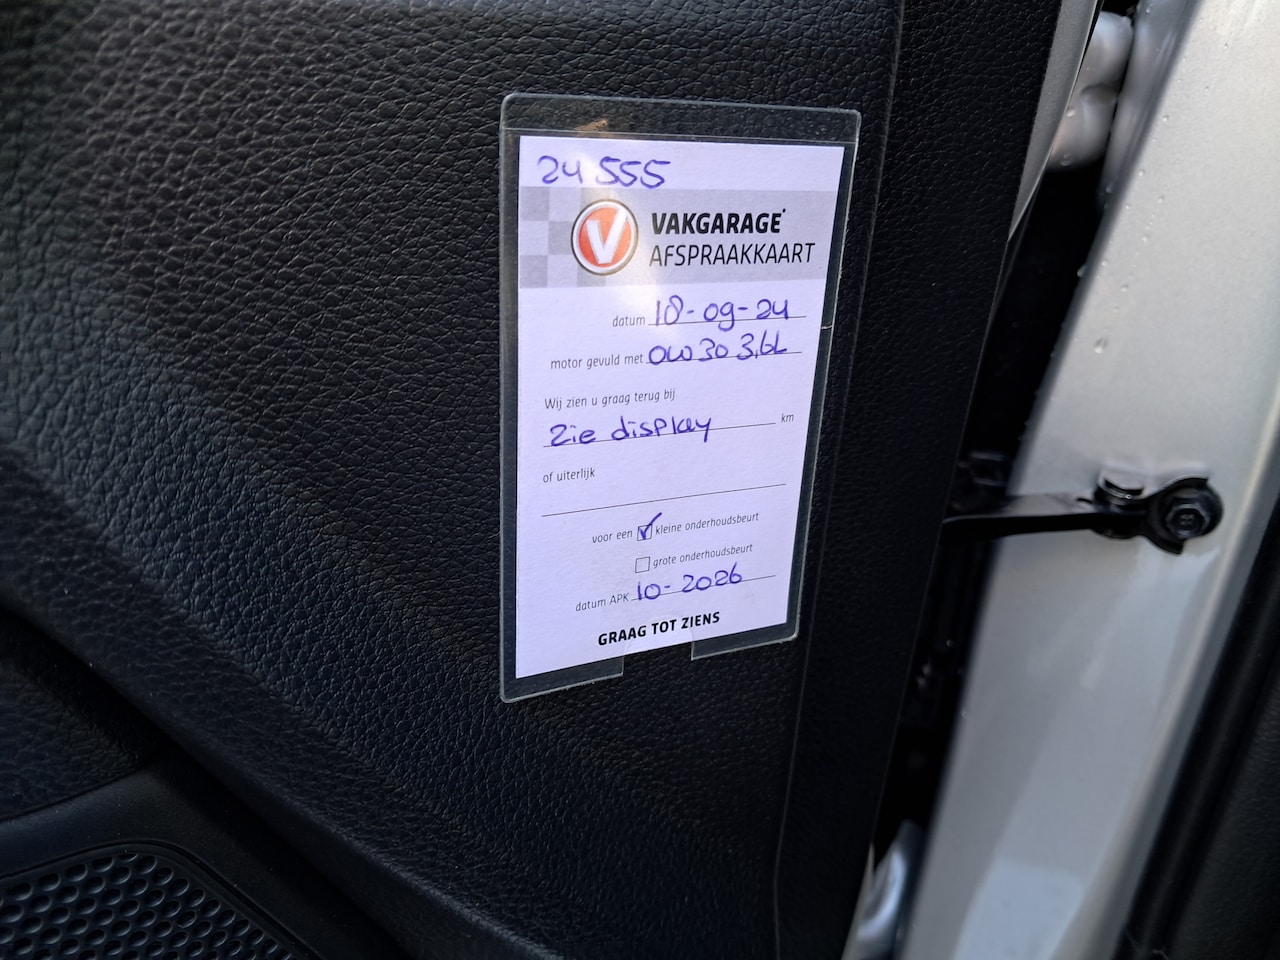 24 555
V VAKGARAGE
AFSPRAAKKAART
datum 18-09-24
motor gevuld met 0W30 3,6L
Wij zien u graag terug bij
Zie display km
of uiterlijk
voor een kleine onderhoudsbeurt
grote onderhoudsbeurt
datum APK 10-2026
GRAAG TOT ZIENS